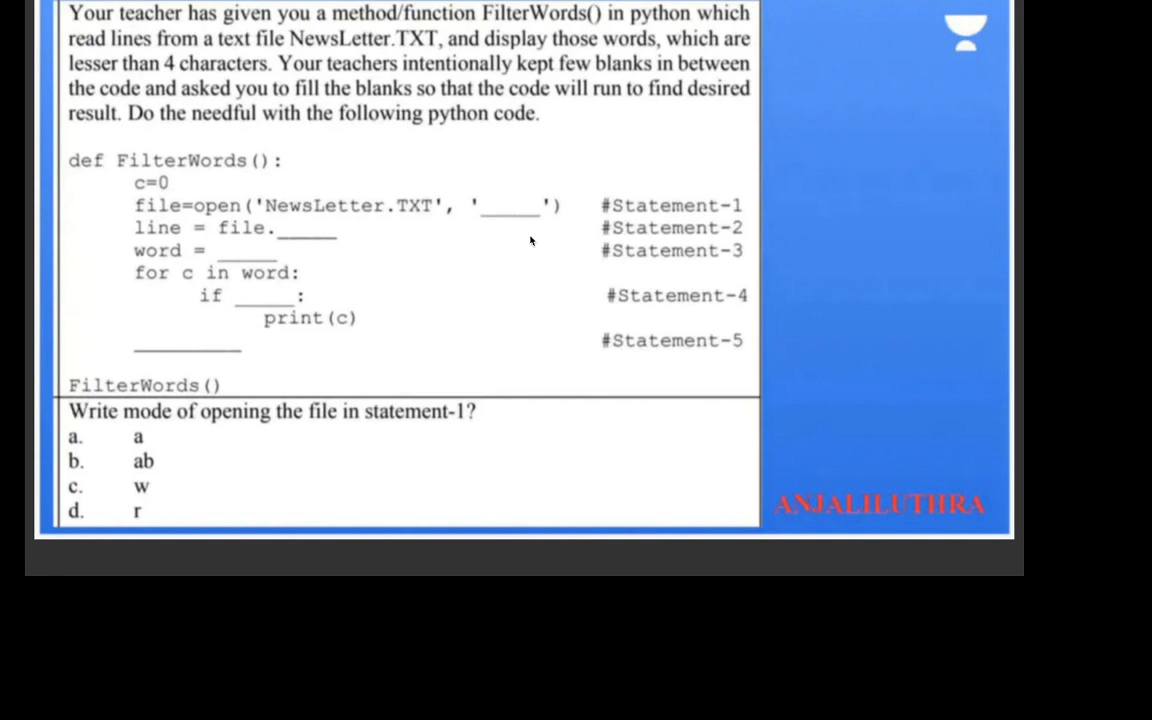 Your teacher has given you a method/function FilterWords() in python which
read lines from a text file NewsLetter.TXT, and display those words, which are
lesser than 4 characters. Your teachers intentionally kept few blanks in between
the code and asked you to fill the blanks so that the code will run to find desired
result. Do the needful with the following python code.
def FilterWords():
c=0
file=open('NewsLetter.TXT', '_____') #Statement-1
line = file._____ #Statement-2
word = _____ #Statement-3
for c in word:
if _____: #Statement-4
print(c)
_________ #Statement-5
FilterWords()
Write mode of opening the file in statement-1?
a. a
b. ab
c. w
d. r
ANJALILUTHRA